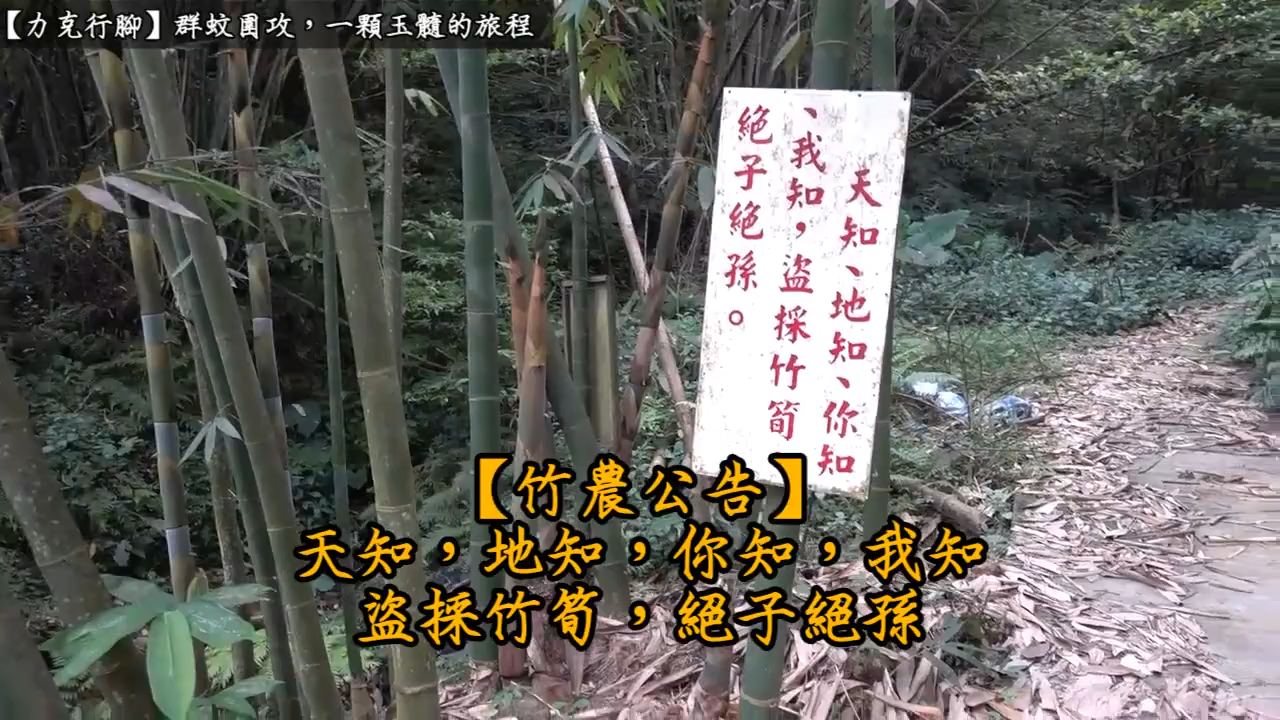 【力克行腳】群蚊圍攻，一顆玉髓的旅程
天知、地知、你知
、我知，盜採竹筍
絕子絕孫。
【竹農公告】
天知，地知，你知，我知
盜採竹筍，絕子絕孫